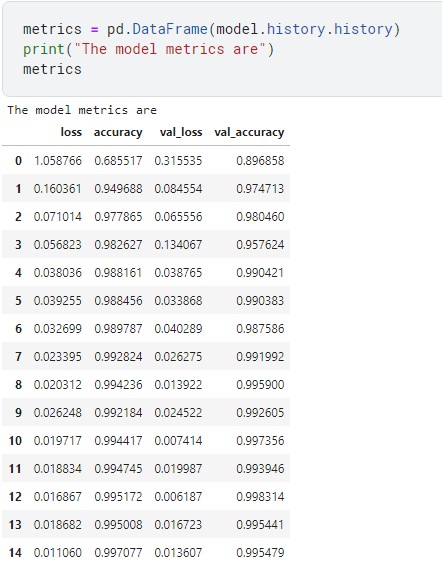 metrics = pd.DataFrame(model.history.history)
print("The model metrics are")
metrics
The model metrics are
loss accuracy val_loss val_accuracy
0 1.058766 0.685517 0.315535 0.896858
1 0.160361 0.949688 0.084554 0.974713
2 0.071014 0.977865 0.065556 0.980460
3 0.056823 0.982627 0.134067 0.957624
4 0.038036 0.988161 0.038765 0.990421
5 0.039255 0.988456 0.033868 0.990383
6 0.032699 0.989787 0.040289 0.987586
7 0.023395 0.992824 0.026275 0.991992
8 0.020312 0.994236 0.013922 0.995900
9 0.026248 0.992184 0.024522 0.992605
10 0.019717 0.994417 0.007414 0.997356
11 0.018834 0.994745 0.019987 0.993946
12 0.016867 0.995172 0.006187 0.998314
13 0.018682 0.995008 0.016723 0.995441
14 0.011060 0.997077 0.013607 0.995479